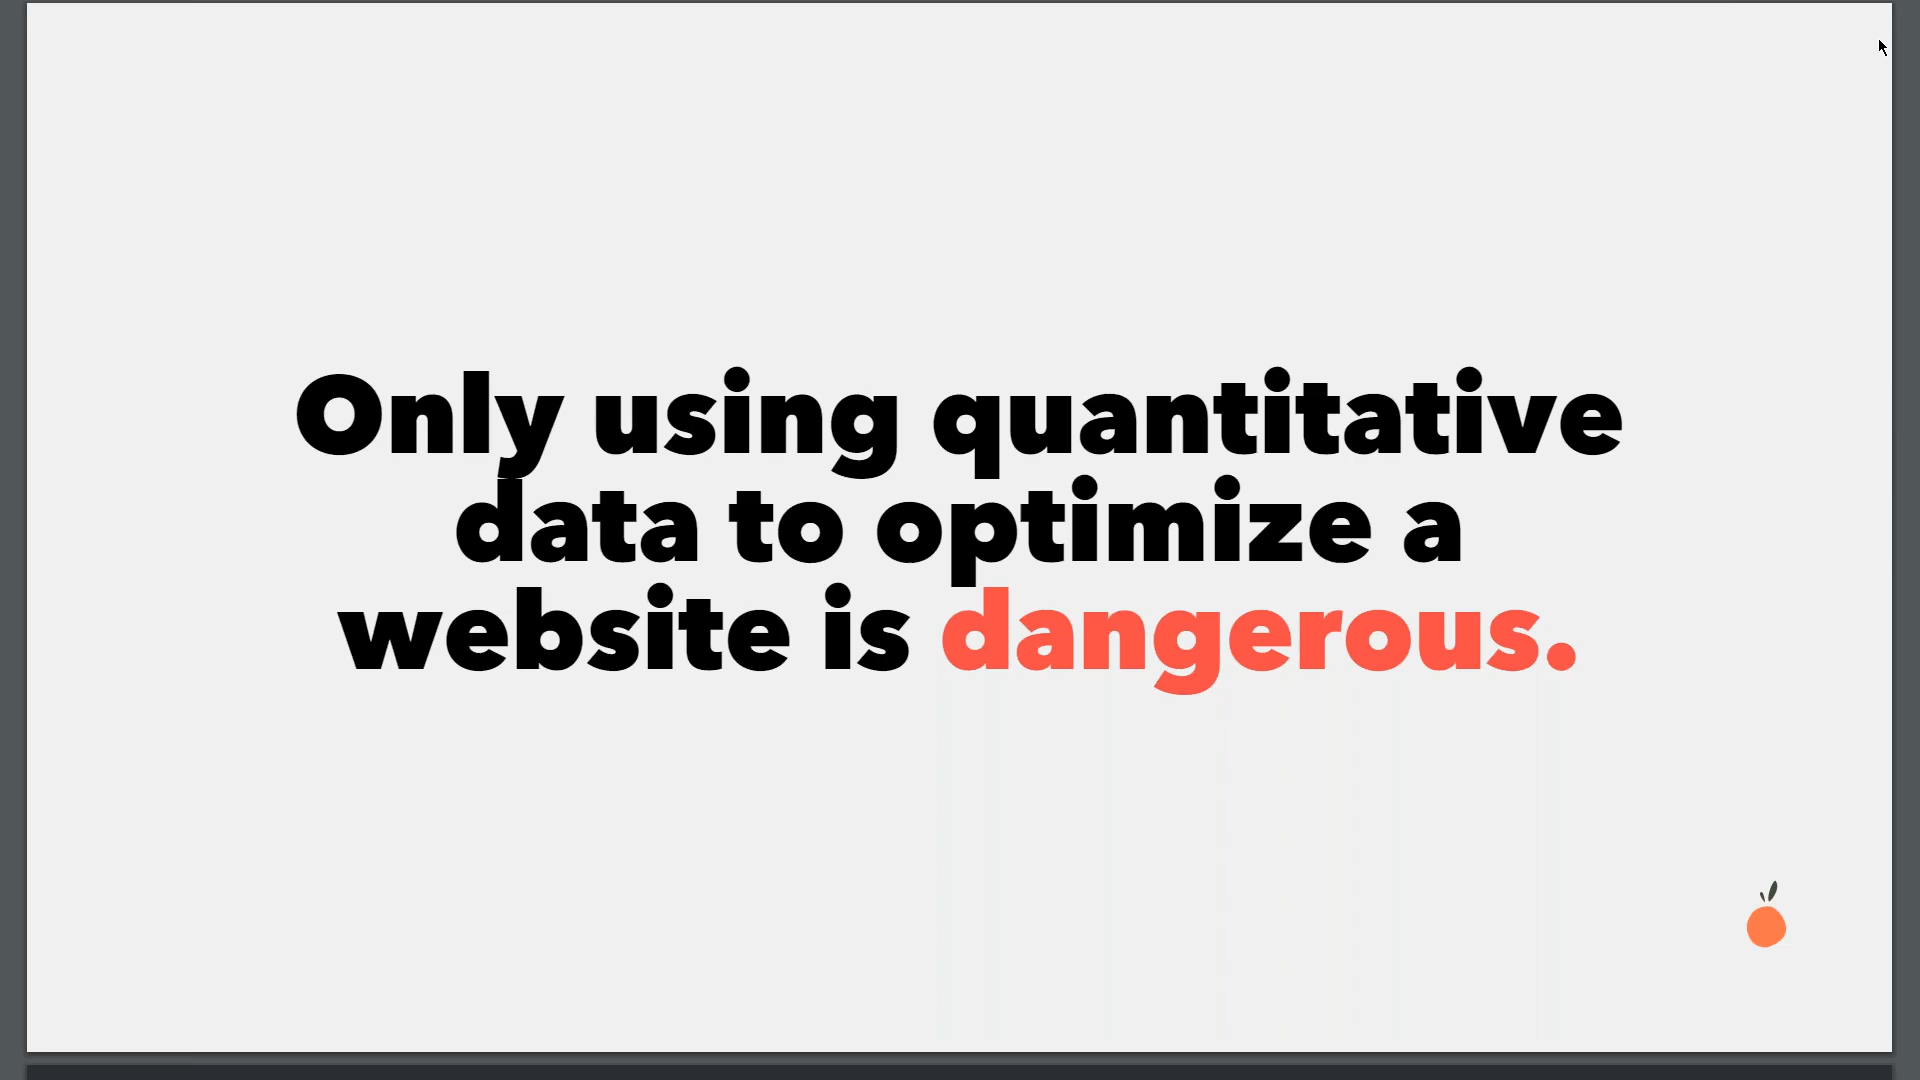 Only using quantitative
data to optimize a
website is dangerous.